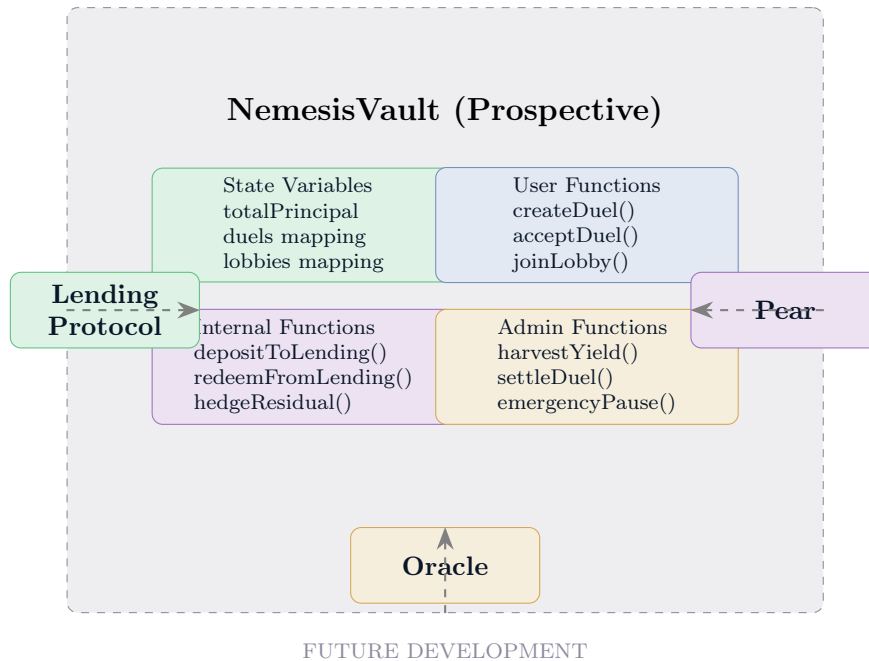 NemesisVault (Prospective)
State Variables
totalPrincipal
duels mapping
lobbies mapping
User Functions
createDuel()
acceptDuel()
joinLobby()
Lending
Protocol
Pear
Internal Functions
depositToLending()
redeemFromLending()
hedgeResidual()
Admin Functions
harvestYield()
settleDuel()
emergencyPause()
Oracle
FUTURE DEVELOPMENT